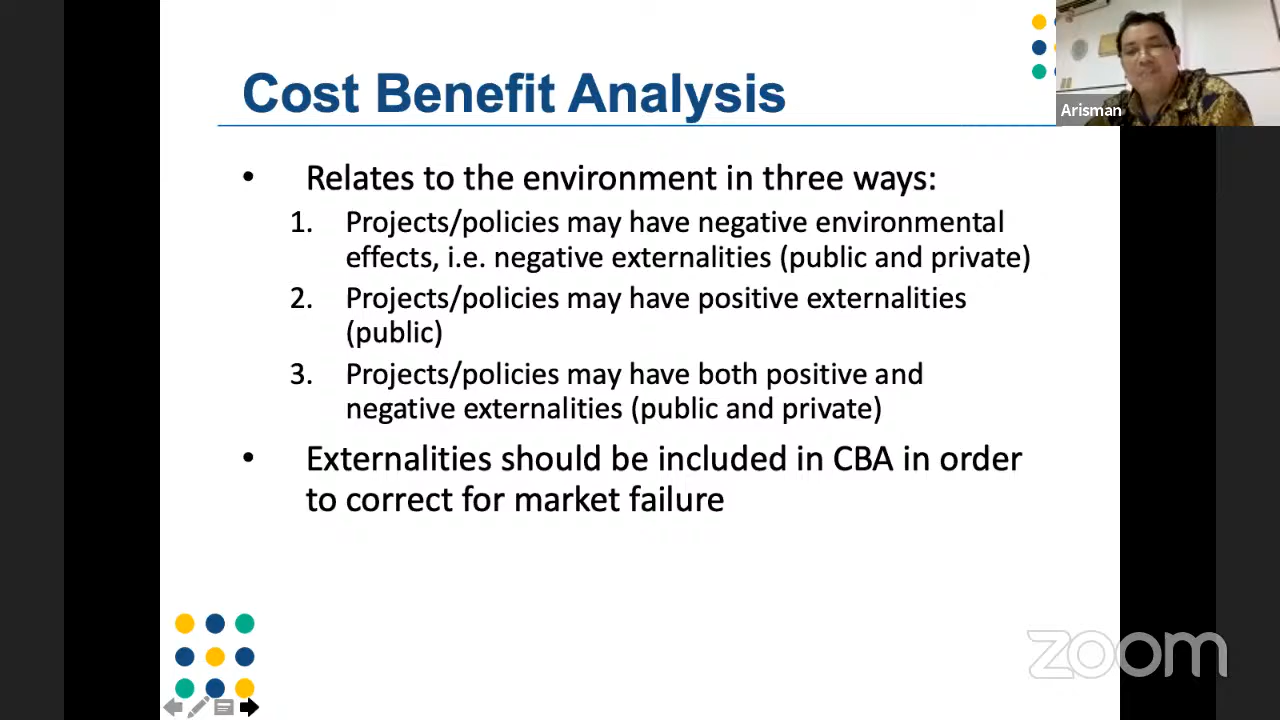 Cost Benefit Analysis
Arisman
• Relates to the environment in three ways:
1. Projects/policies may have negative environmental
effects, i.e. negative externalities (public and private)
2. Projects/policies may have positive externalities
(public)
3. Projects/policies may have both positive and
negative externalities (public and private)
• Externalities should be included in CBA in order
to correct for market failure
zoom